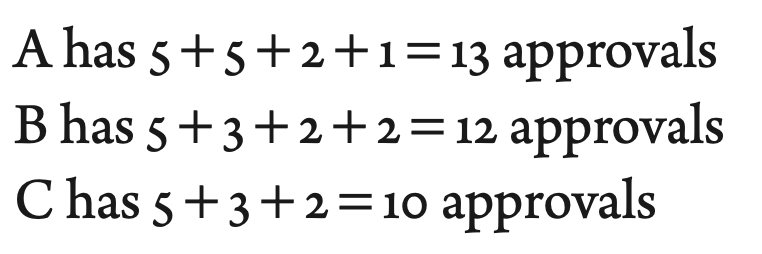 A has 5+5+2+1=13 approvals
B has 5+3+2+2=12 approvals
C has 5+3+2=10 approvals